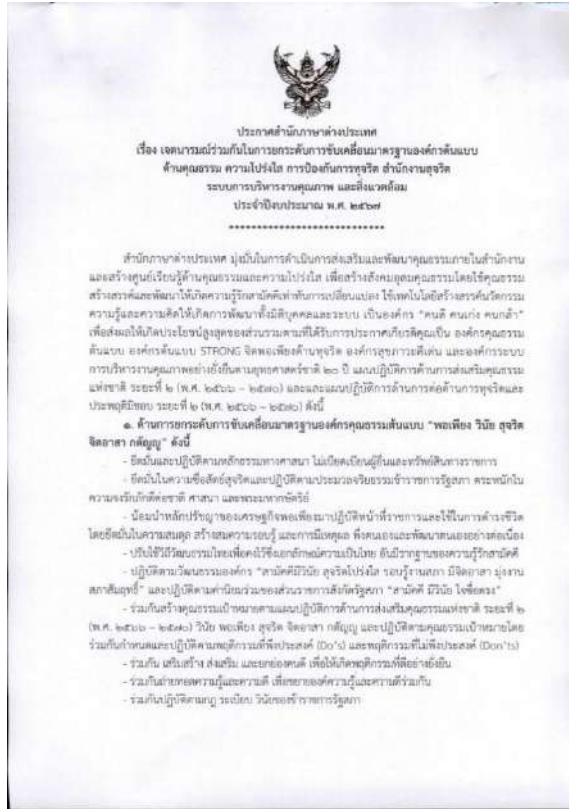 ประกาศสำนักภาษาต่างประเทศ
เรื่อง เจตนารมณ์ร่วมกันในการยกระดับการขับเคลื่อนมาตรฐานองค์กรต้นแบบ
ด้านคุณธรรม ความโปร่งใส การป้องกันการทุจริต สำนักงานสุจริต
ระบบการบริหารงานคุณภาพ และสิ่งแวดล้อม
ประจำปีงบประมาณ พ.ศ. ๒๕๖๗
****************************
สำนักภาษาต่างประเทศ มุ่งมั่นในการดำเนินการส่งเสริมและพัฒนาคุณธรรมภายในสำนักงาน
และสร้างศูนย์เรียนรู้ด้านคุณธรรมและความโปร่งใส เพื่อสร้างสังคมอุดมคุณธรรมโดยใช้คุณธรรม
สร้างสรรค์และพัฒนาให้เกิดความรู้รักสามัคคีเท่าทันการเปลี่ยนแปลง ใช้เทคโนโลยีสร้างสรรค์นวัตกรรม
ความรู้และความคิดให้เกิดการพัฒนาทั้งมิติบุคคลและระบบ เป็นองค์กร "คนดี คนเก่ง คนกล้า"
เพื่อส่งผลให้เกิดประโยชน์สูงสุดของส่วนรวมตามที่ได้รับการประกาศเกียรติคุณเป็น องค์กรคุณธรรม
ต้นแบบ องค์กรต้นแบบ STRONG จิตพอเพียงต้านทุจริต องค์กรสุขภาวะดีเด่น และองค์กรระบบ
การบริหารงานคุณภาพอย่างยั่งยืนตามยุทธศาสตร์ชาติ ๒๐ ปี แผนปฏิบัติการด้านการส่งเสริมคุณธรรม
แห่งชาติ ระยะที่ ๒ (พ.ศ. ๒๕๖๖ – ๒๕๗๐) และและแผนปฏิบัติการด้านการต่อต้านการทุจริตและ
ประพฤติมิชอบ ระยะที่ ๒ (พ.ศ. ๒๕๖๖ – ๒๕๗๐) ดังนี้
๑. ด้านการยกระดับการขับเคลื่อนมาตรฐานองค์กรคุณธรรมต้นแบบ "พอเพียง วินัย สุจริต
จิตอาสา กตัญญู" ดังนี้
- ยึดมั่นและปฏิบัติตามหลักธรรมทางศาสนา ไม่เบียดเบียนผู้อื่นและทรัพย์สินทางราชการ
- ยึดมั่นในความซื่อสัตย์สุจริตและปฏิบัติตามประมวลจริยธรรมข้าราชการรัฐสภา ตระหนักใน
ความจงรักภักดีต่อชาติ ศาสนา และพระมหากษัตริย์
- น้อมนำหลักปรัชญาของเศรษฐกิจพอเพียงมาปฏิบัติหน้าที่ราชการและใช้ในการดำรงชีวิต
โดยยึดมั่นในความสมดุล สร้างสมความรอบรู้ และการมีเหตุผล พึ่งตนเองและพัฒนาตนเองอย่างต่อเนื่อง
- ปรับใช้วิถีวัฒนธรรมไทยเพื่อคงไว้ซึ่งเอกลักษณ์ความเป็นไทย อันมีรากฐานของความรู้รักสามัคคี
- ปฏิบัติตามวัฒนธรรมองค์กร "สามัคคีมีวินัย สุจริตโปร่งใส รอบรู้งานสภา มีจิตอาสา มุ่งงาน
สภาสัมฤทธิ์" และปฏิบัติตามค่านิยมร่วมของส่วนราชการสังกัดรัฐสภา "สามัคคี มีวินัย ใจซื่อตรง"
- ร่วมกันสร้างคุณธรรมเป้าหมายตามแผนปฏิบัติการด้านการส่งเสริมคุณธรรมแห่งชาติ ระยะที่ ๒
(พ.ศ. ๒๕๖๖ – ๒๕๗๐) วินัย พอเพียง สุจริต จิตอาสา กตัญญู และปฏิบัติตามคุณธรรมเป้าหมายโดย
ร่วมกันกำหนดและปฏิบัติตามพฤติกรรมที่พึงประสงค์ (Do's) และพฤติกรรมที่ไม่พึงประสงค์ (Don'ts)
- ร่วมกัน เสริมสร้าง ส่งเสริม และยกย่องคนดี เพื่อให้เกิดพฤติกรรมที่ดีอย่างยั่งยืน
- ร่วมกันถ่ายทอดความรู้และความดี เพื่อขยายองค์ความรู้และความดีร่วมกัน
- ร่วมกันปฏิบัติตามกฎ ระเบียบ วินัยของข้าราชการรัฐสภา